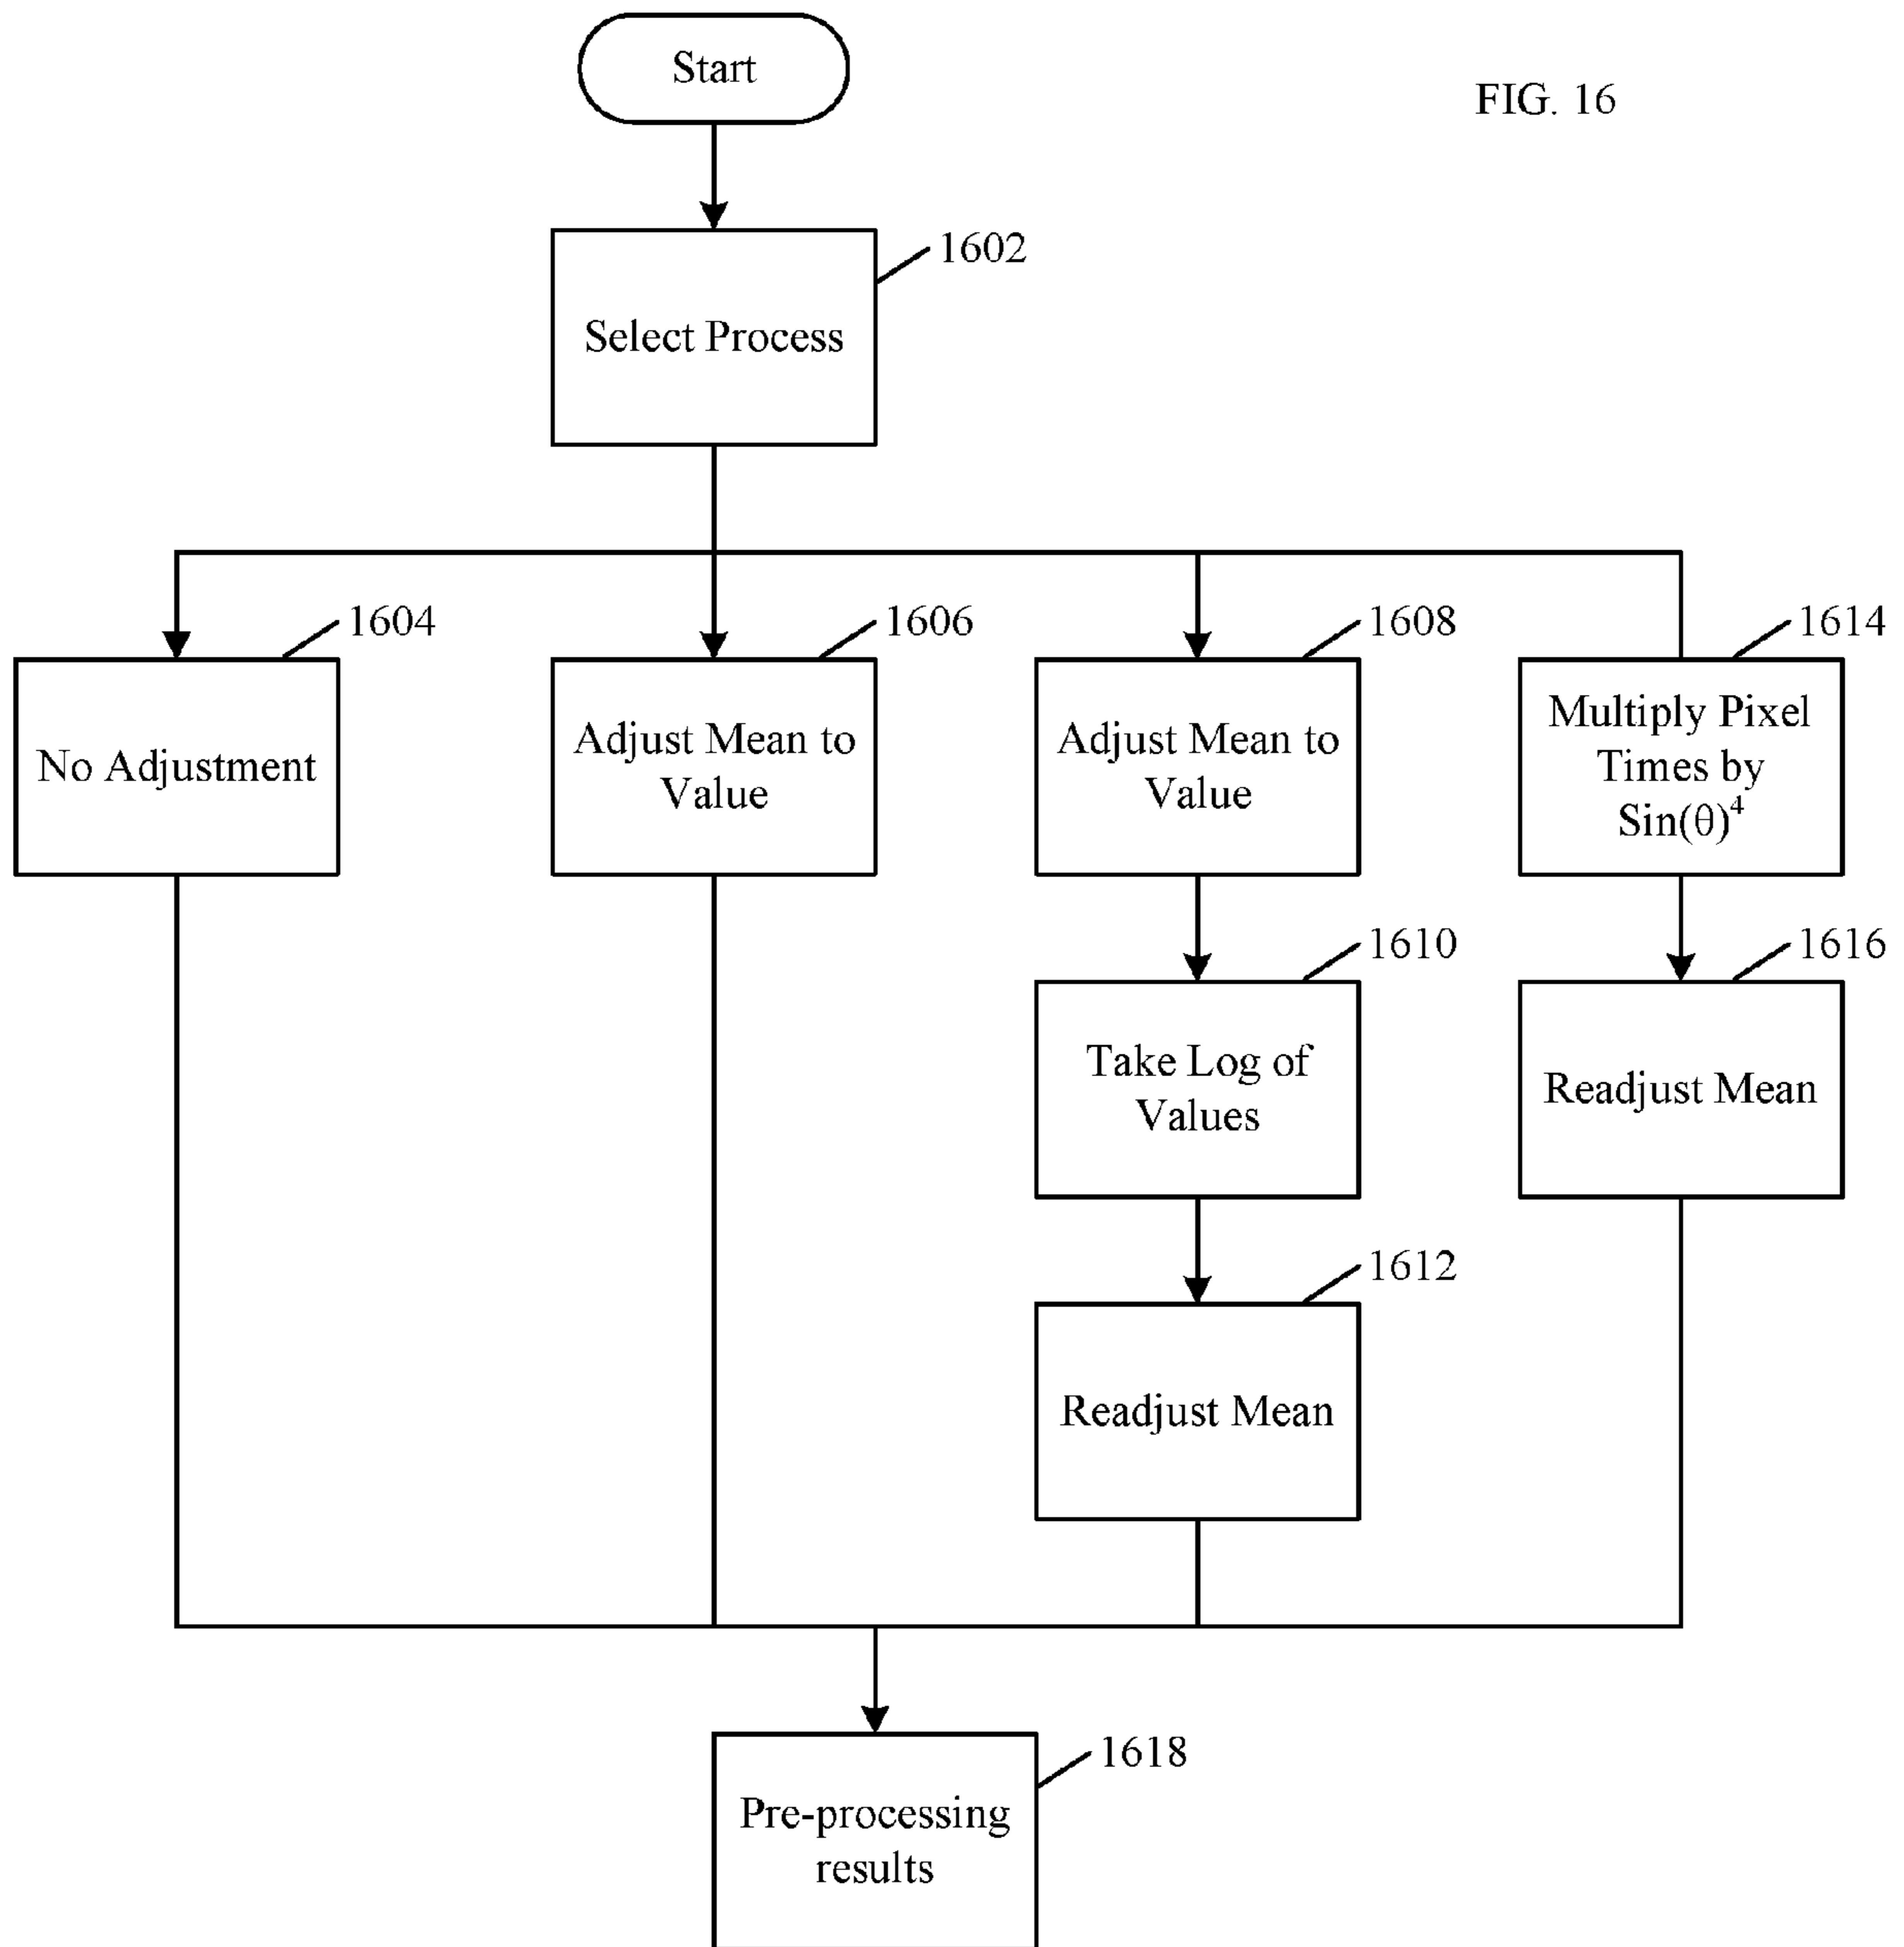 Start
FIG. 16
1602
Select Process
1604
1606
1608
1614
No Adjustment
Adjust Mean to
Value
Adjust Mean to
Value
Multiply Pixel
Times by
Sin(θ)⁴
1610
1616
Take Log of
Values
Readjust Mean
1612
Readjust Mean
1618
Pre-processing
results